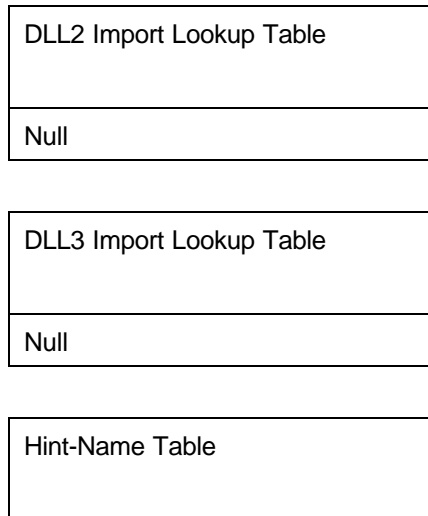 DLL2 Import Lookup Table
Null
DLL3 Import Lookup Table
Null
Hint-Name Table